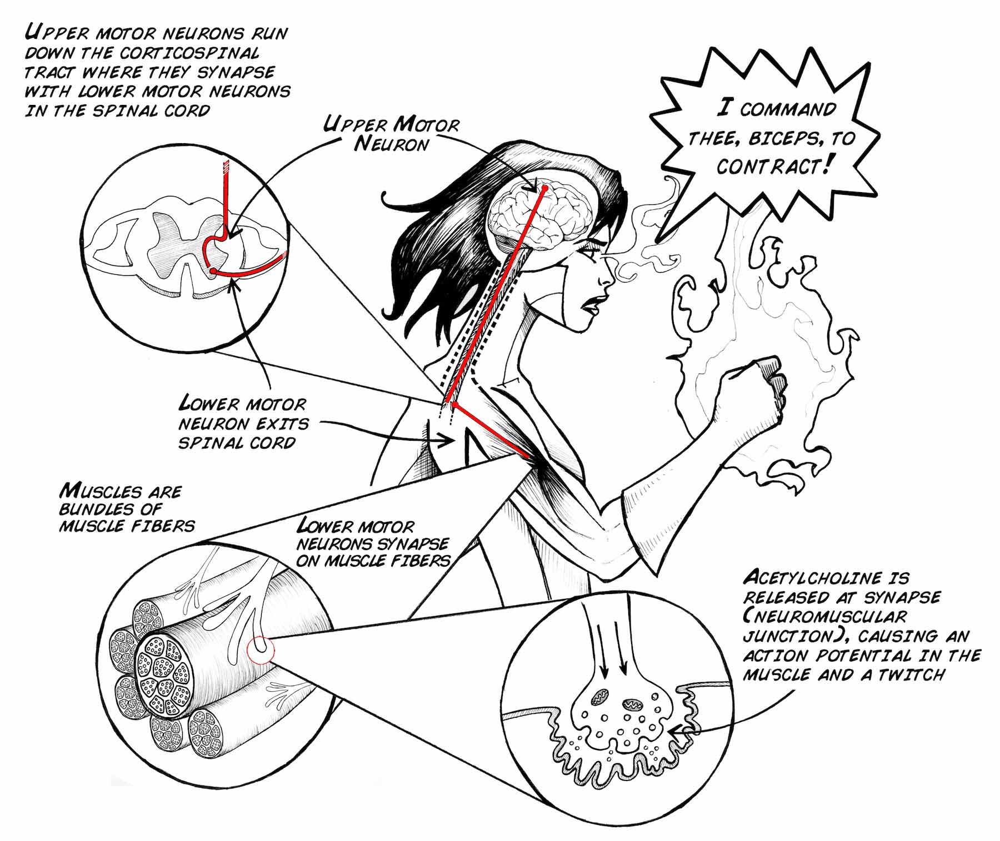 Upper motor neurons run
down the corticospinal
tract where they synapse
with lower motor neurons
in the spinal cord
Upper Motor
Neuron
I command
thee, biceps, to
contract!
Lower motor
neuron exits
spinal cord
Muscles are
bundles of
muscle fibers
Lower motor
neurons synapse
on muscle fibers
Acetylcholine is
released at synapse
(neuromuscular
junction), causing an
action potential in the
muscle and a twitch